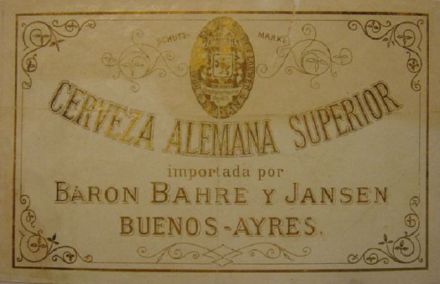 SCHUTZ- MARKE
CERVEZA ALEMANA SUPERIOR
importada por
BARON BAHRE Y JANSEN
BUENOS-AYRES.